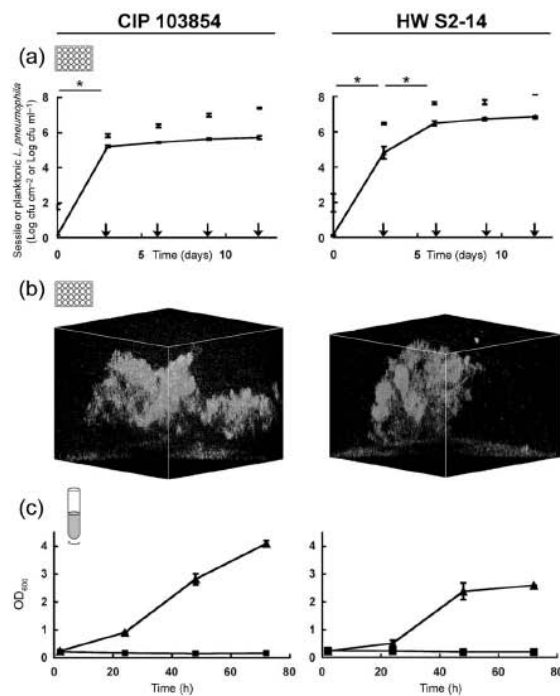 CIP 103854
HW S2-14
(a)
*
* *
Sessile or planktonic L. pneumophila
(Log cfu cm⁻² or Log cfu ml⁻¹)
8
6
4
2
0
0 5 Time (days) 10
8
6
4
2
0
0 5 Time (days) 10
(b)
(c)
OD₆₀₀
4
3
2
1
0
0 20 40 60 80
Time (h)
4
3
2
1
0
0 20 40 60 80
Time (h)